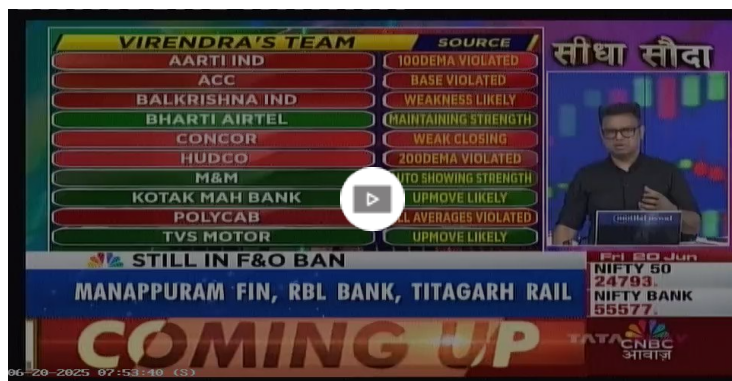 VIRENDRA'S TEAM SOURCE
AARTI IND 100DEMA VIOLATED
ACC BASE VIOLATED
BALKRISHNA IND WEAKNESS LIKELY
BHARTI AIRTEL MAINTAINING STRENGTH
CONCOR WEAK CLOSING
HUDCO 200DEMA VIOLATED
M&M UTO SHOWING STRENGTH
KOTAK MAH BANK UPMOVE LIKELY
POLYCAB LL AVERAGES VIOLATED
TVS MOTOR UPMOVE LIKELY
सीधा सौदा
STILL IN F&O BAN
MANAPPURAM FIN, RBL BANK, TITAGARH RAIL
Fri 20 Jun
NIFTY 50
24793.
NIFTY BANK
55577.
COMING UP
TATA
CNBC
आवाज़
06-20-2025 07:53:40 (S)